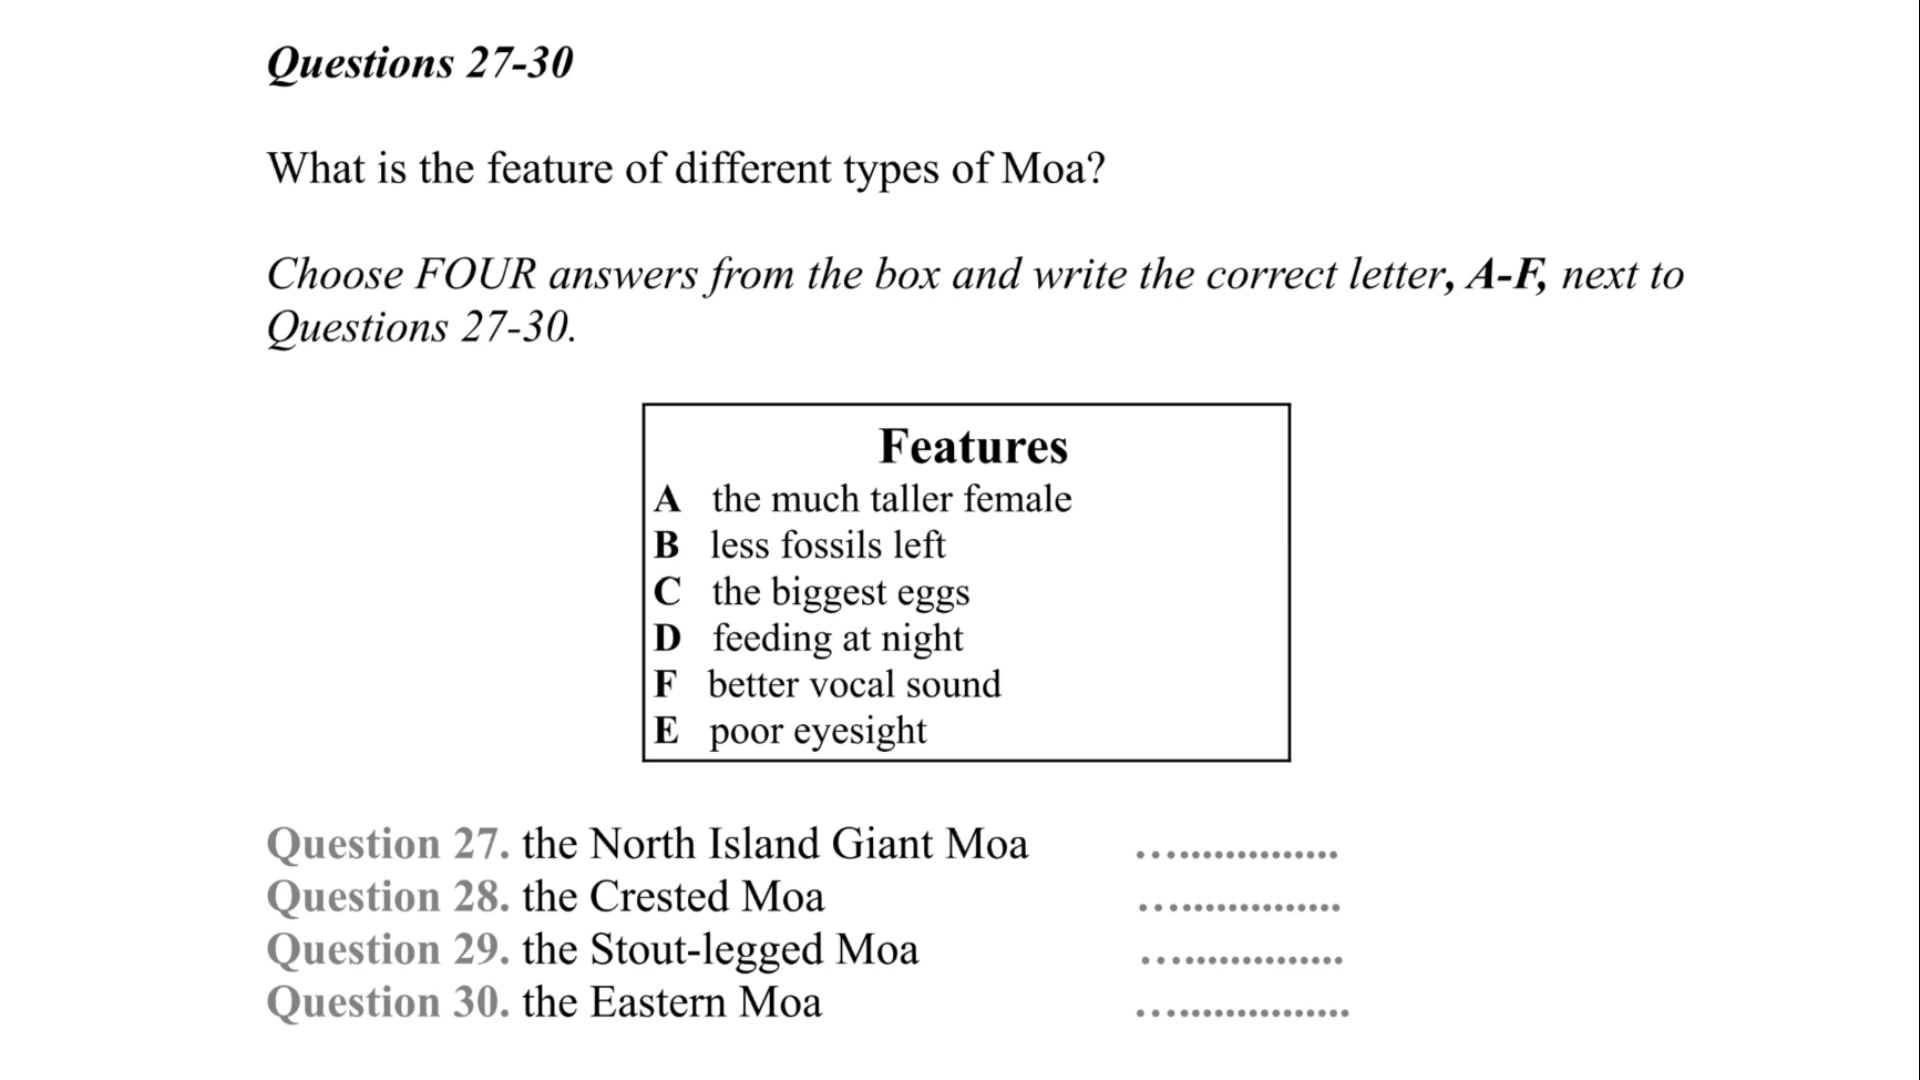 Questions 27-30
What is the feature of different types of Moa?
Choose FOUR answers from the box and write the correct letter, A-F, next to
Questions 27-30.
Features
A the much taller female
B less fossils left
C the biggest eggs
D feeding at night
F better vocal sound
E poor eyesight
Question 27. the North Island Giant Moa ...................
Question 28. the Crested Moa ...................
Question 29. the Stout-legged Moa ...................
Question 30. the Eastern Moa ...................